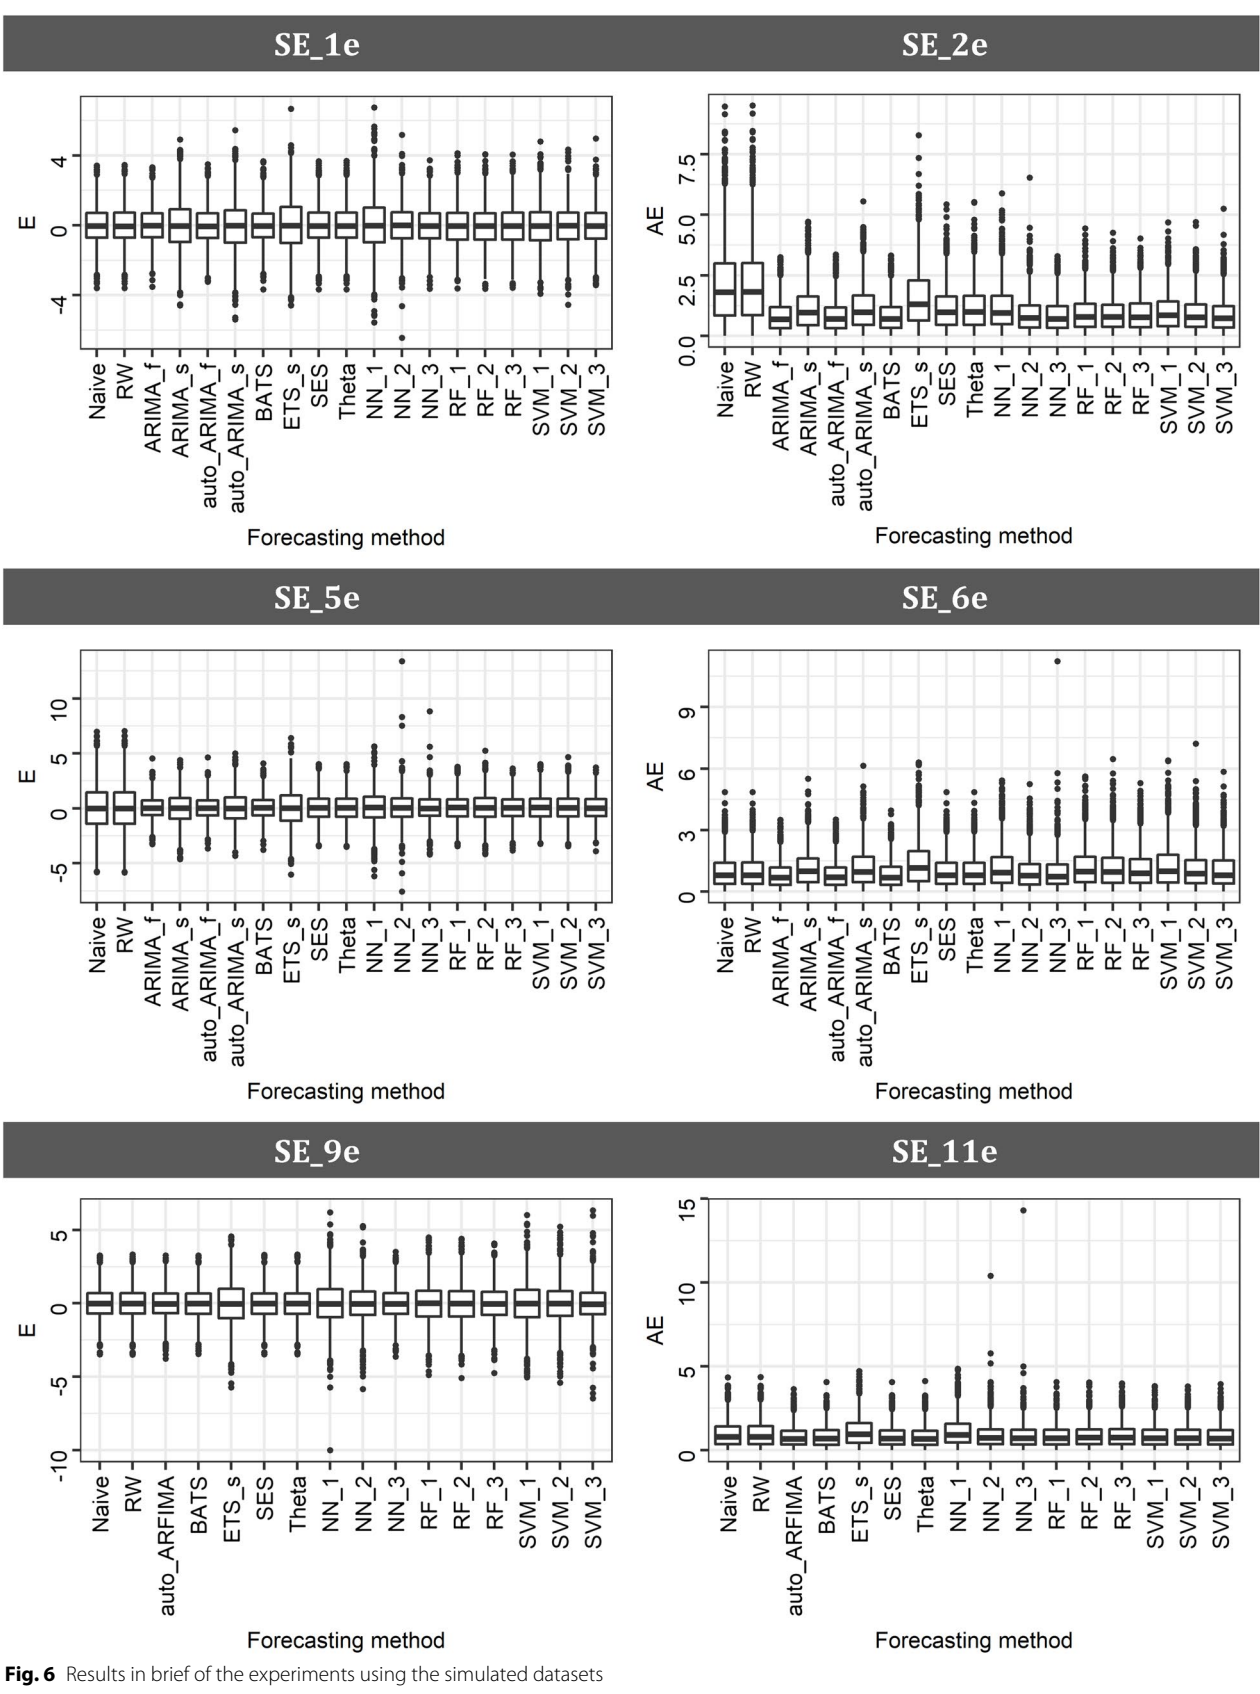 SE_1e
SE_2e
4
0
-4
E
Naive
RW
ARIMA_f
ARIMA_s
auto_ARIMA_f
auto_ARIMA_s
BATS
ETS_s
SES
Theta
NN_1
NN_2
NN_3
RF_1
RF_2
RF_3
SVM_1
SVM_2
SVM_3
Forecasting method
7.5
5.0
2.5
0.0
AE
Naive
RW
ARIMA_f
ARIMA_s
auto_ARIMA_f
auto_ARIMA_s
BATS
ETS_s
SES
Theta
NN_1
NN_2
NN_3
RF_1
RF_2
RF_3
SVM_1
SVM_2
SVM_3
Forecasting method
SE_5e
SE_6e
10
5
0
-5
E
Naive
RW
ARIMA_f
ARIMA_s
auto_ARIMA_f
auto_ARIMA_s
BATS
ETS_s
SES
Theta
NN_1
NN_2
NN_3
RF_1
RF_2
RF_3
SVM_1
SVM_2
SVM_3
Forecasting method
9
6
3
0
AE
Naive
RW
ARIMA_f
ARIMA_s
auto_ARIMA_f
auto_ARIMA_s
BATS
ETS_s
SES
Theta
NN_1
NN_2
NN_3
RF_1
RF_2
RF_3
SVM_1
SVM_2
SVM_3
Forecasting method
SE_9e
SE_11e
5
0
-5
-10
E
Naive
RW
auto_ARFIMA
BATS
ETS_s
SES
Theta
NN_1
NN_2
NN_3
RF_1
RF_2
RF_3
SVM_1
SVM_2
SVM_3
Forecasting method
15
10
5
0
AE
Naive
RW
auto_ARFIMA
BATS
ETS_s
SES
Theta
NN_1
NN_2
NN_3
RF_1
RF_2
RF_3
SVM_1
SVM_2
SVM_3
Forecasting method
Fig. 6 Results in brief of the experiments using the simulated datasets